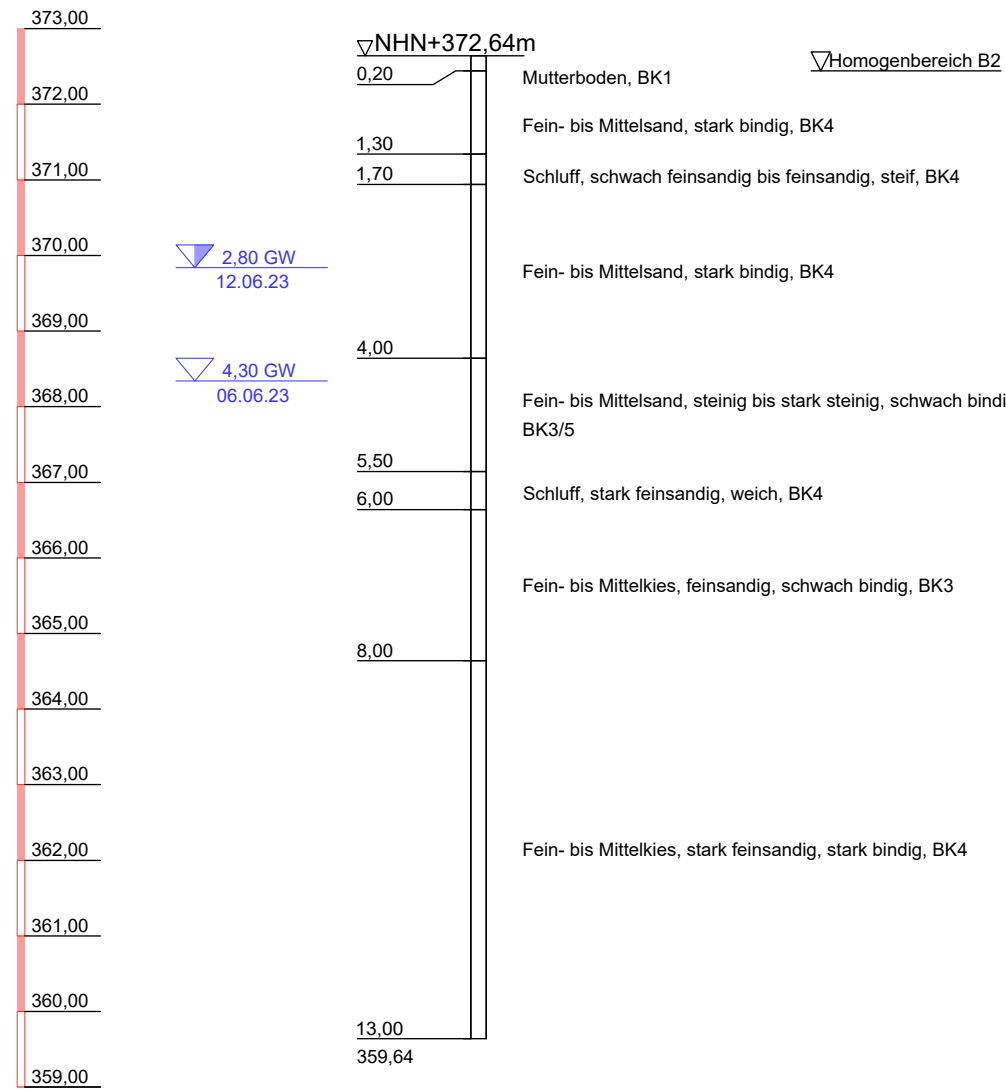 373,00
NHN+372,64m
Homogenbereich B2
0,20
Mutterboden, BK1
372,00
Fein- bis Mittelsand, stark bindig, BK4
1,30
371,00
1,70
Schluff, schwach feinsandig bis feinsandig, steif, BK4
370,00
2,80 GW
12.06.23
Fein- bis Mittelsand, stark bindig, BK4
369,00
4,00
4,30 GW
06.06.23
368,00
Fein- bis Mittelsand, steinig bis stark steinig, schwach bindi
BK3/5
5,50
367,00
6,00
Schluff, stark feinsandig, weich, BK4
366,00
Fein- bis Mittelkies, feinsandig, schwach bindig, BK3
365,00
8,00
364,00
363,00
362,00
Fein- bis Mittelkies, stark feinsandig, stark bindig, BK4
361,00
360,00
13,00
359,64
359,00